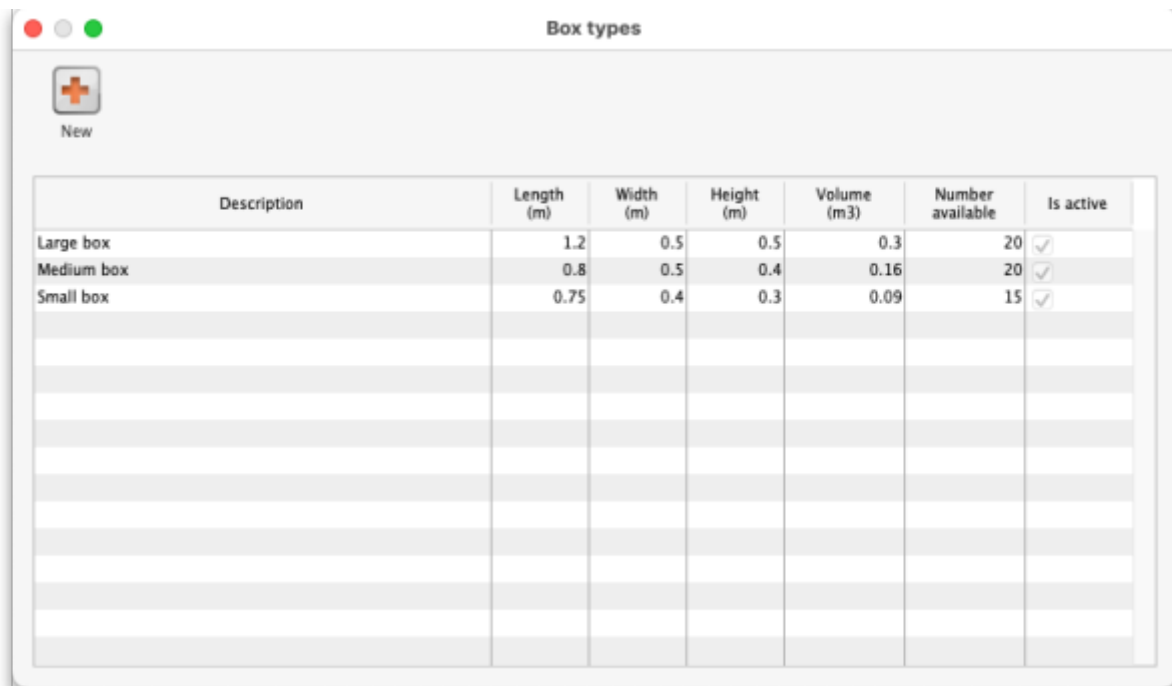 Box types
New
Description Length (m) Width (m) Height (m) Volume (m3) Number available Is active
Large box 1.2 0.5 0.5 0.3 20
Medium box 0.8 0.5 0.4 0.16 20
Small box 0.75 0.4 0.3 0.09 15